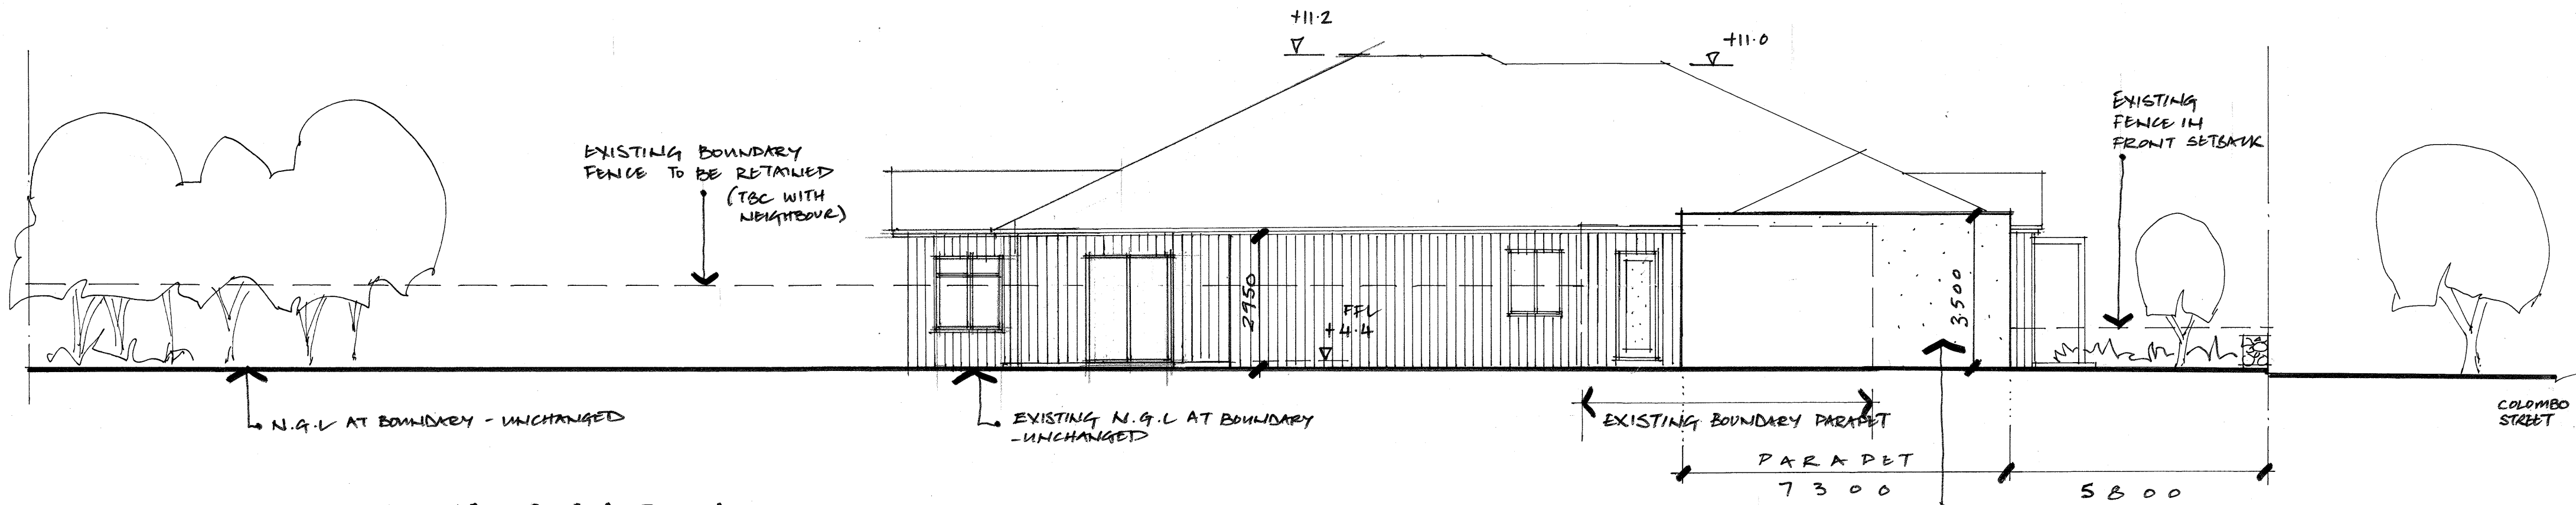 +11.2
+11.0
EXISTING
FENCE IN
FRONT SETBACK
EXISTING BOUNDARY
FENCE TO BE RETAINED
(TBC WITH
NEIGHBOUR)
2950
FFL
+4.4
3500
N.G.L AT BOUNDARY - UNCHANGED
EXISTING N.G.L AT BOUNDARY
-UNCHANGED
EXISTING BOUNDARY PARAPET
COLOMBO
STREET
PARAPET
7300
5800